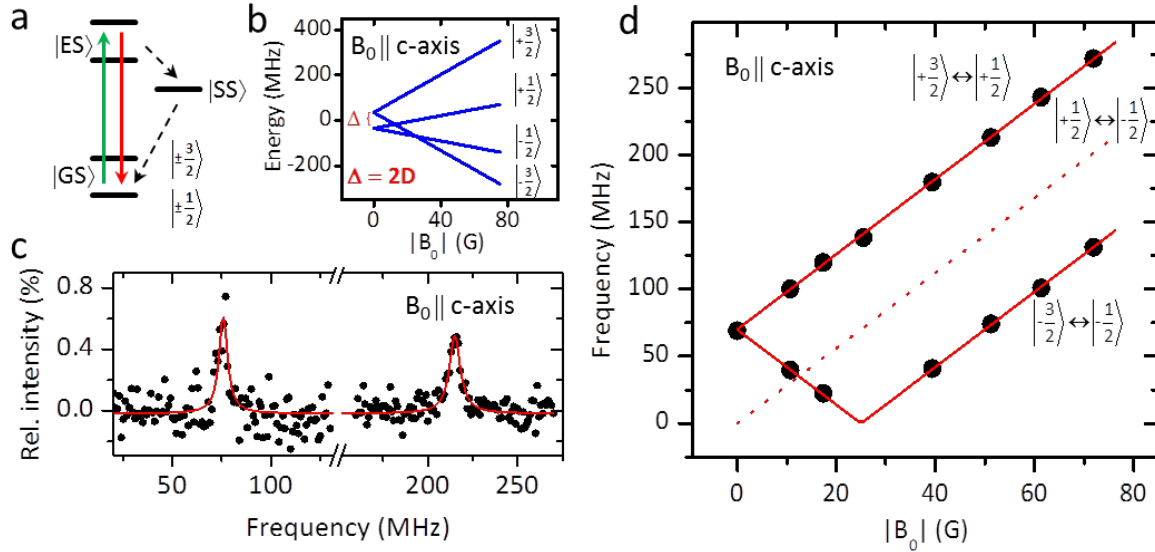 a
|ES⟩
|SS⟩
|GS⟩
|±3/2⟩
|±1/2⟩
b
B₀ || c-axis
Energy (MHz)
400
200
0
-200
Δ {
Δ = 2D
|+3/2⟩
|+1/2⟩
|-1/2⟩
|-3/2⟩
0 40 80
|B₀| (G)
c
B₀ || c-axis
Rel. intensity (%)
0.8
0.4
0.0
50 100 200 250
Frequency (MHz)
d
B₀ || c-axis
Frequency (MHz)
250
200
150
100
50
0
|+3/2⟩↔|+1/2⟩
|+1/2⟩↔|-1/2⟩
|-3/2⟩↔|-1/2⟩
0 20 40 60 80
|B₀| (G)